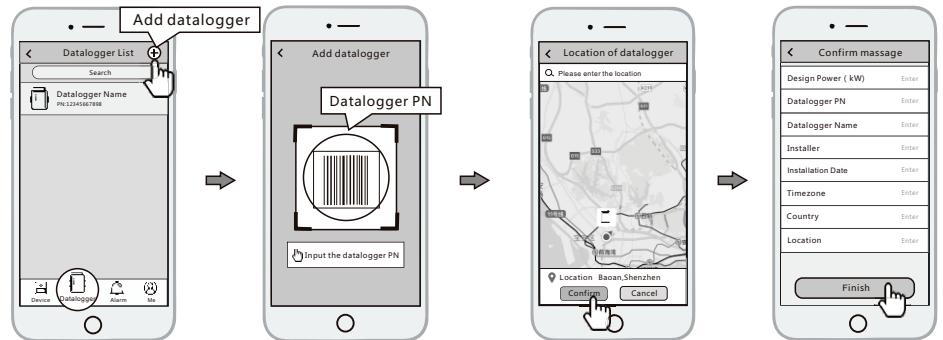 Add datalogger
Datalogger List
Search
Datalogger Name
PN:12345667898
Device
Datalogger
Alarm
Me
Add datalogger
Datalogger PN
Input the datalogger PN
Location of datalogger
Please enter the location
Location Baoan,Shenzhen
Confirm
Cancel
Confirm massage
Design Power ( kW) Enter
Datalogger PN Enter
Datalogger Name Enter
Installer Enter
Installation Date Enter
Timezone Enter
Country Enter
Location Enter
Finish